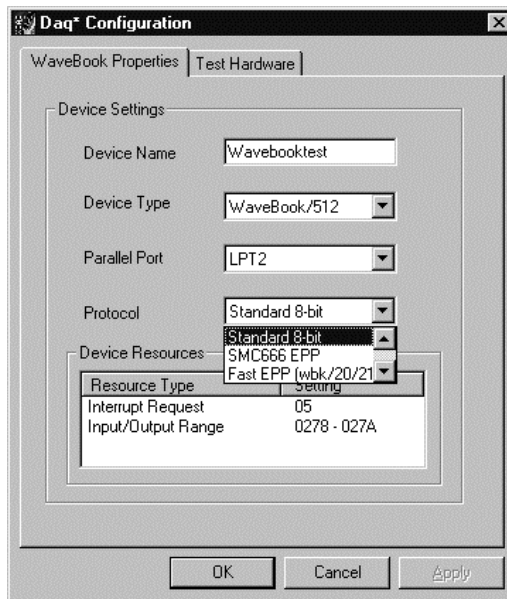 Daq* Configuration
WaveBook Properties Test Hardware
Device Settings
Device Name Wavebooktest
Device Type WaveBook/512
Parallel Port LPT2
Protocol Standard 8-bit
Standard 8-bit
SMC666 EPP
Fast EPP (wbk/20/21
Device Resources
Resource Type Setting
Interrupt Request 05
Input/Output Range 0278 - 027A
OK Cancel Apply